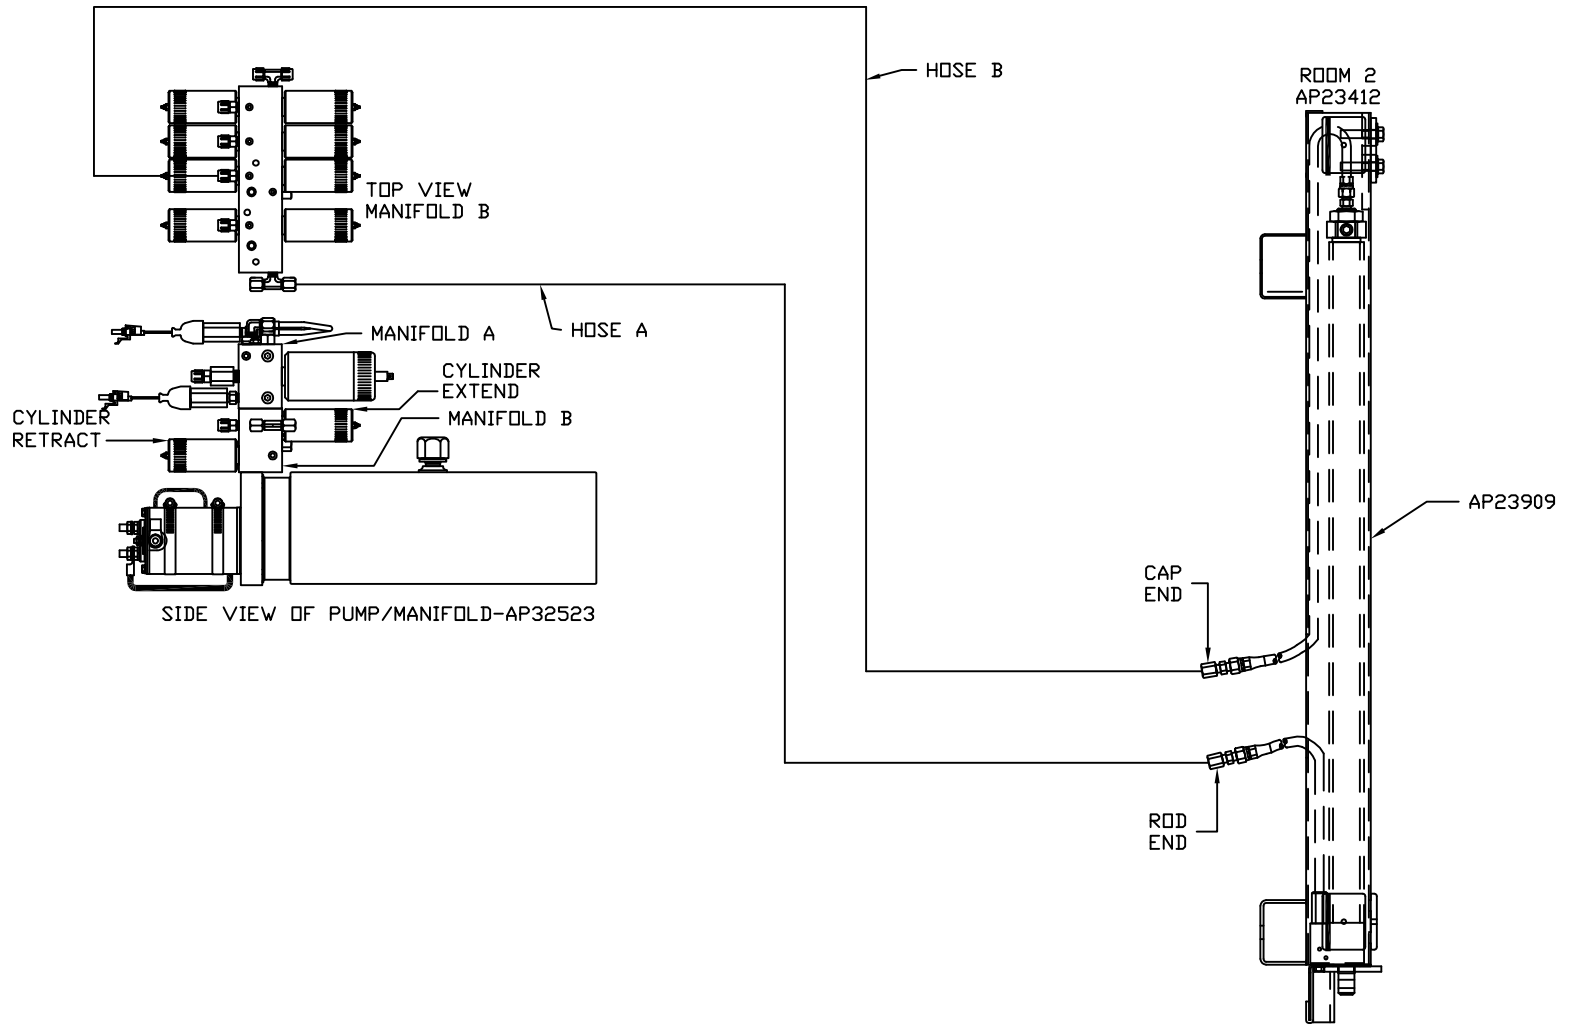 HOSE B
ROOM 2
AP23412
TOP VIEW
MANIFOLD B
HOSE A
MANIFOLD A
CYLINDER
EXTEND
MANIFOLD B
CYLINDER
RETRACT
AP23909
CAP
END
SIDE VIEW OF PUMP/MANIFOLD-AP32523
ROD
END